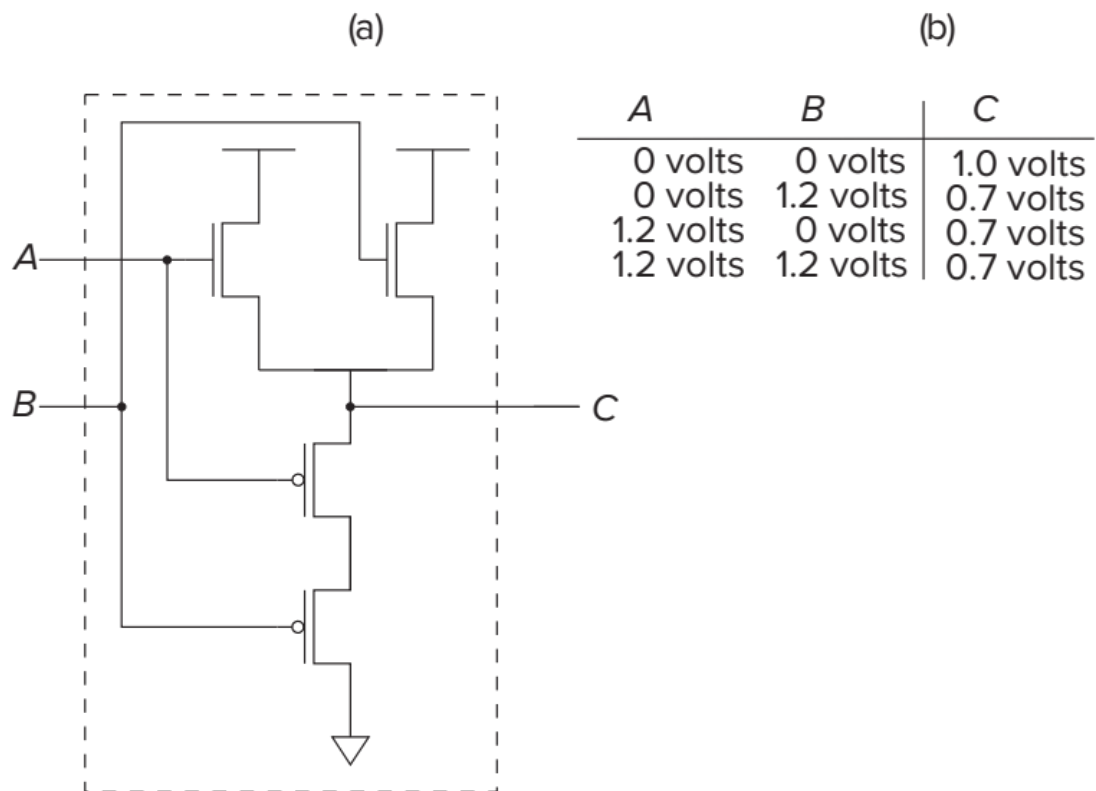 (a)
A
B
C
(b)
A B C
0 volts 0 volts 1.0 volts
0 volts 1.2 volts 0.7 volts
1.2 volts 0 volts 0.7 volts
1.2 volts 1.2 volts 0.7 volts